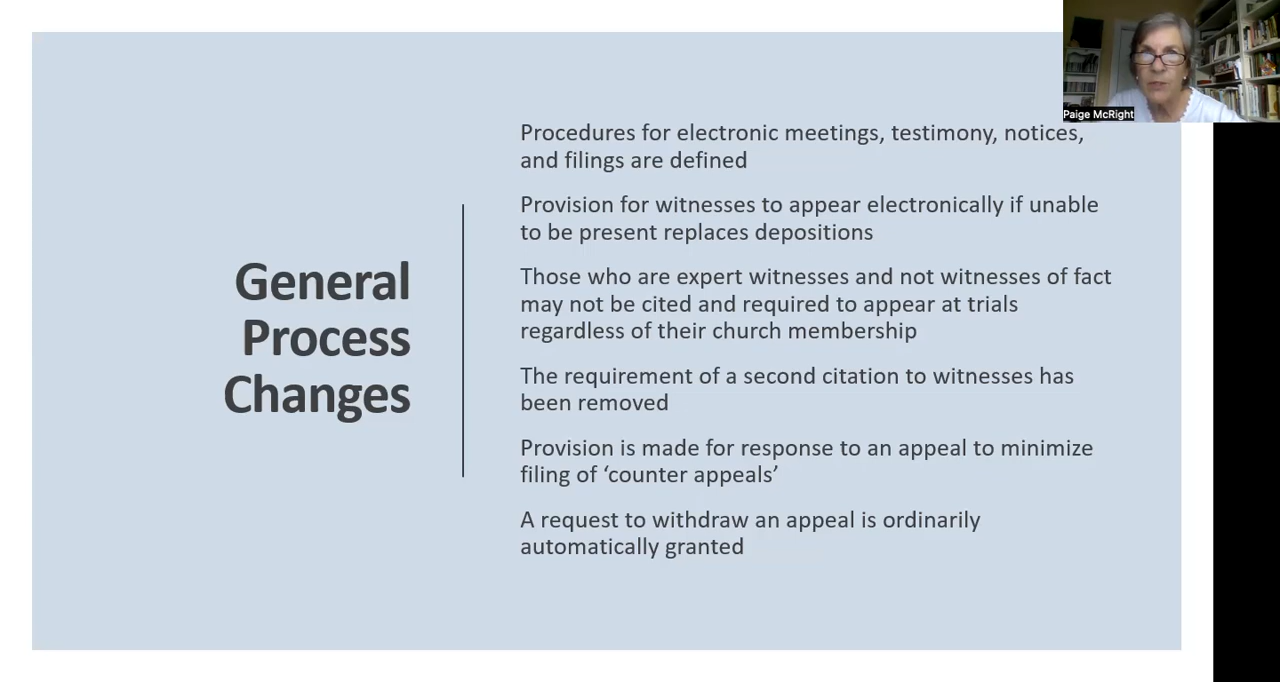 Paige McRight
General
Process
Changes
Procedures for electronic meetings, testimony, notices,
and filings are defined
Provision for witnesses to appear electronically if unable
to be present replaces depositions
Those who are expert witnesses and not witnesses of fact
may not be cited and required to appear at trials
regardless of their church membership
The requirement of a second citation to witnesses has
been removed
Provision is made for response to an appeal to minimize
filing of ‘counter appeals’
A request to withdraw an appeal is ordinarily
automatically granted